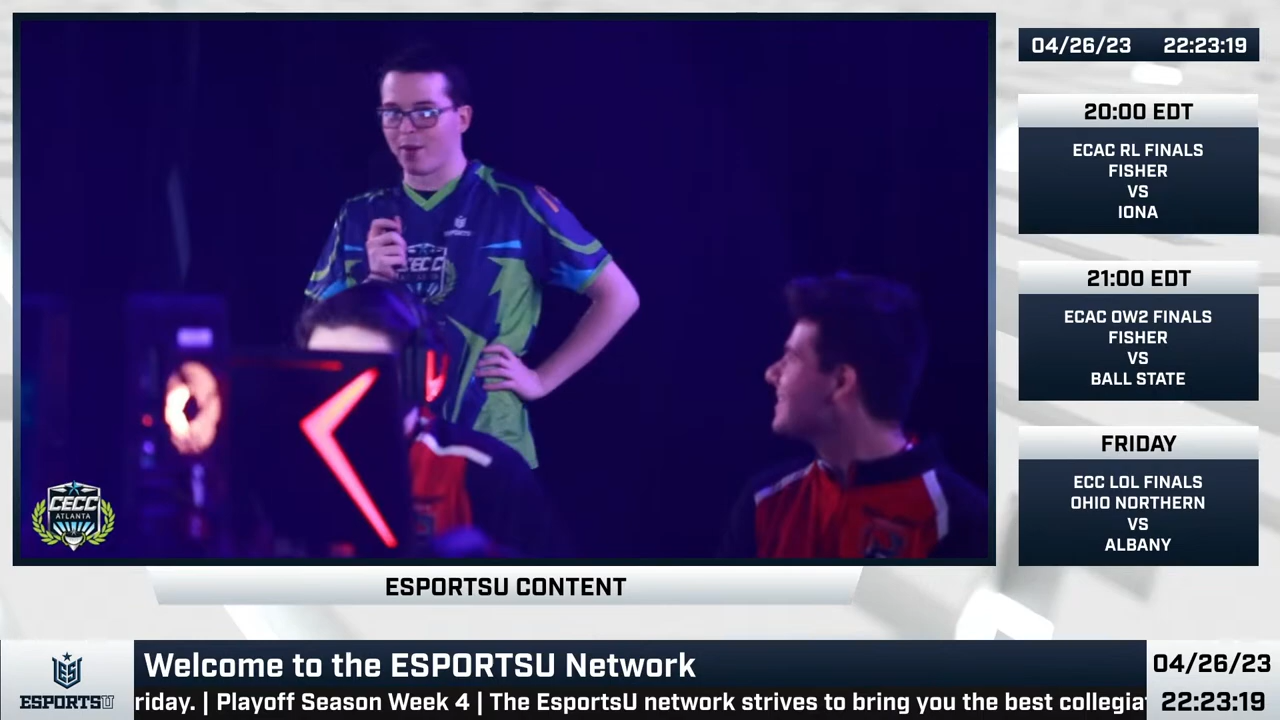 04/26/23 22:23:19
20:00 EDT
ECAC RL FINALS
FISHER
VS
IONA
21:00 EDT
ECAC OW2 FINALS
FISHER
VS
BALL STATE
FRIDAY
ECC LOL FINALS
OHIO NORTHERN
VS
ALBANY
ESPORTSU
CECC
CECC
ATLANTA
ESPORTSU CONTENT
Welcome to the ESPORTSU Network
04/26/23
ESPORTSU
riday. | Playoff Season Week 4 | The EsportsU network strives to bring you the best collegia
22:23:19